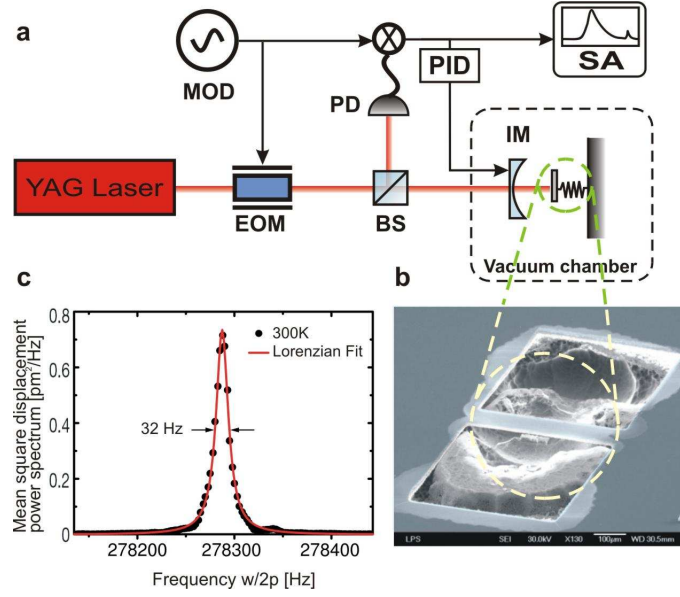 a
MOD
PID
SA
PD
IM
YAG Laser
EOM
BS
Vacuum chamber
c
b
Mean square displacement
power spectrum [pm²/Hz]
0.8
0.6
0.4
0.2
0
300K
Lorenzian Fit
32 Hz
278200
278300
278400
Frequency w/2p [Hz]
LPS
SEI
30.0kV
X130
100µm
WD 30.5mm